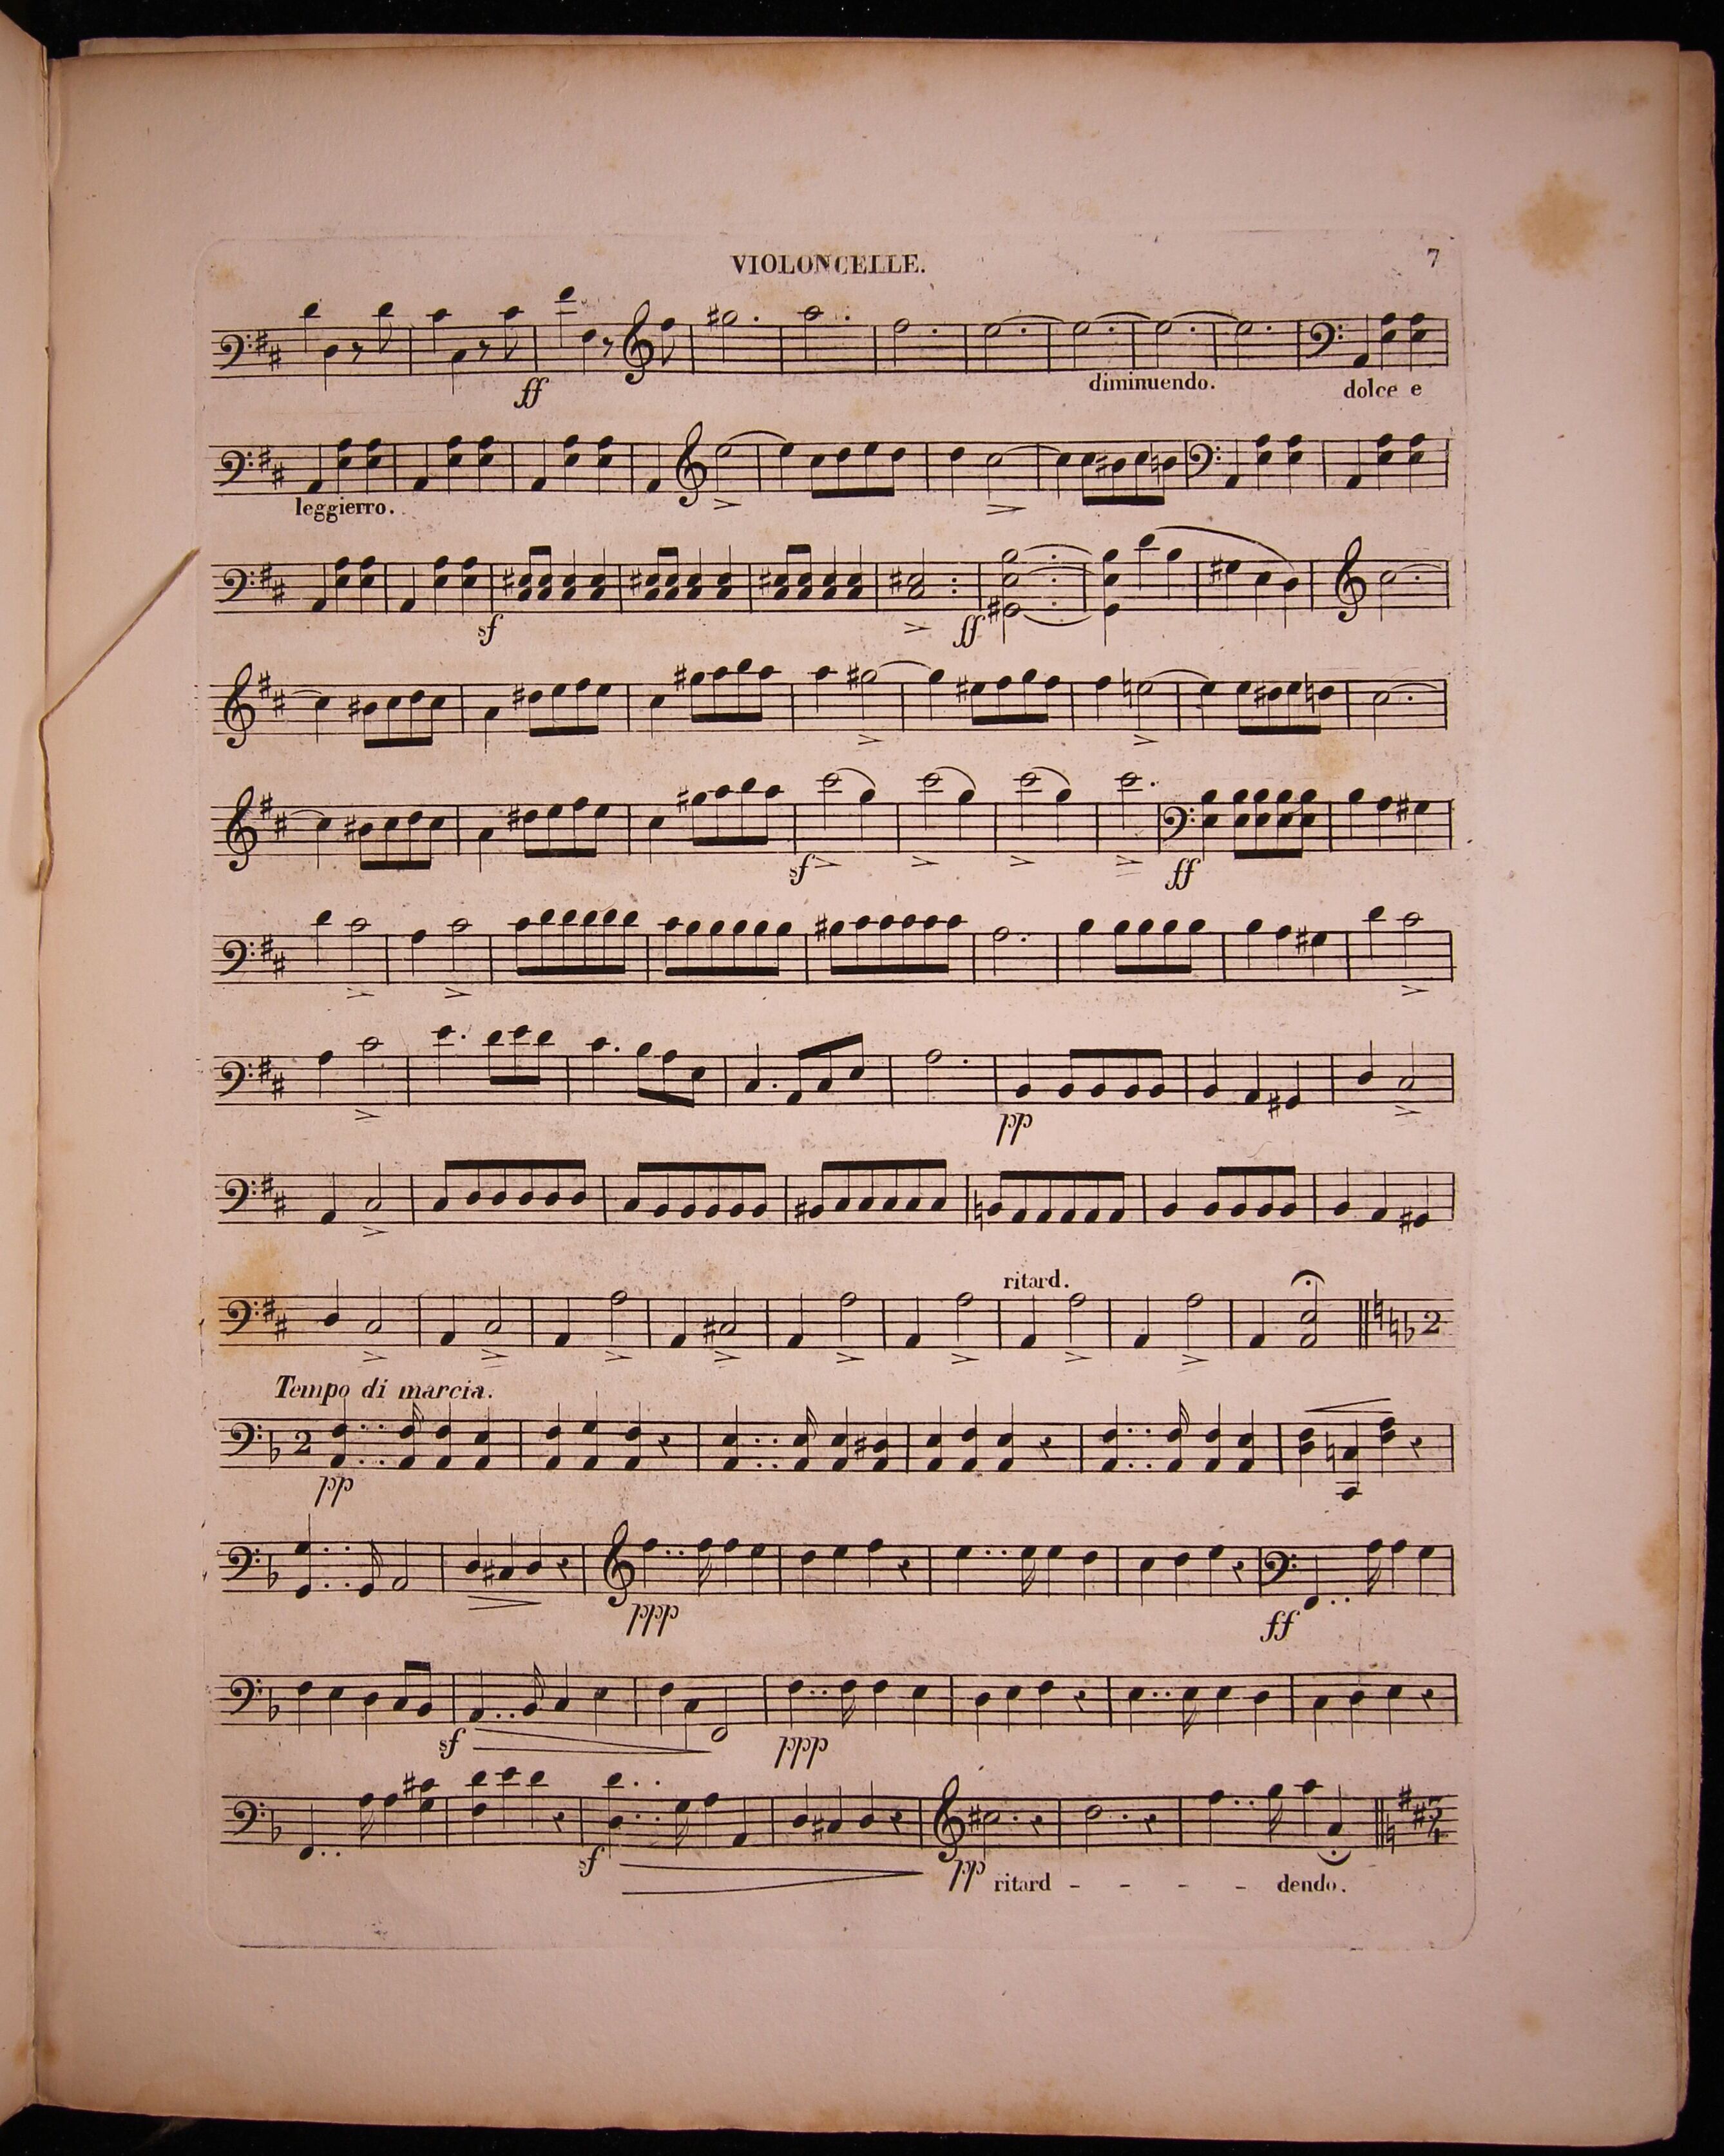 VIOLONCELLE.
7
ff
diminuendo.
dolce e
leggierro.
sf
ff
sf
ff
pp
ritard.
2
Tempo di marcia.
2
pp
ppp
ff
sf
ppp
sf
pp
ritard - - - - dendo.